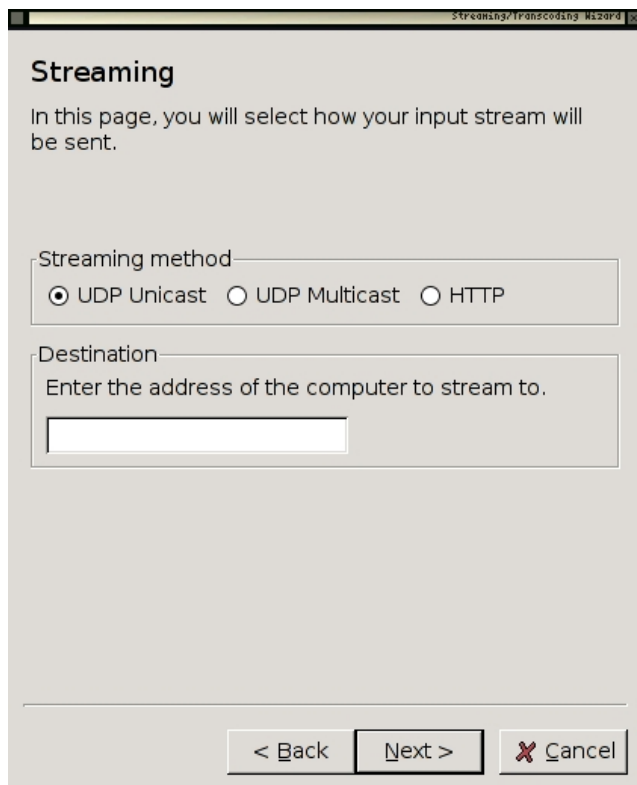 Streaming/Transcoding Wizard
Streaming
In this page, you will select how your input stream will
be sent.
Streaming method
UDP Unicast UDP Multicast HTTP
Destination
Enter the address of the computer to stream to.
< Back Next > Cancel